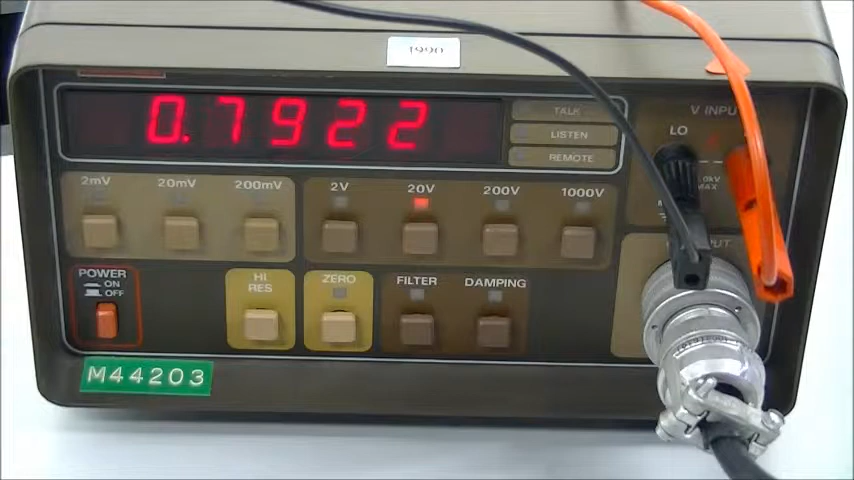 1990
0.7922
TALK
LISTEN
REMOTE
V INPUT
LO
2mV
20mV
200mV
2V
20V
200V
1000V
MAX
POWER
ON
OFF
HI
RES
ZERO
FILTER
DAMPING
M44203